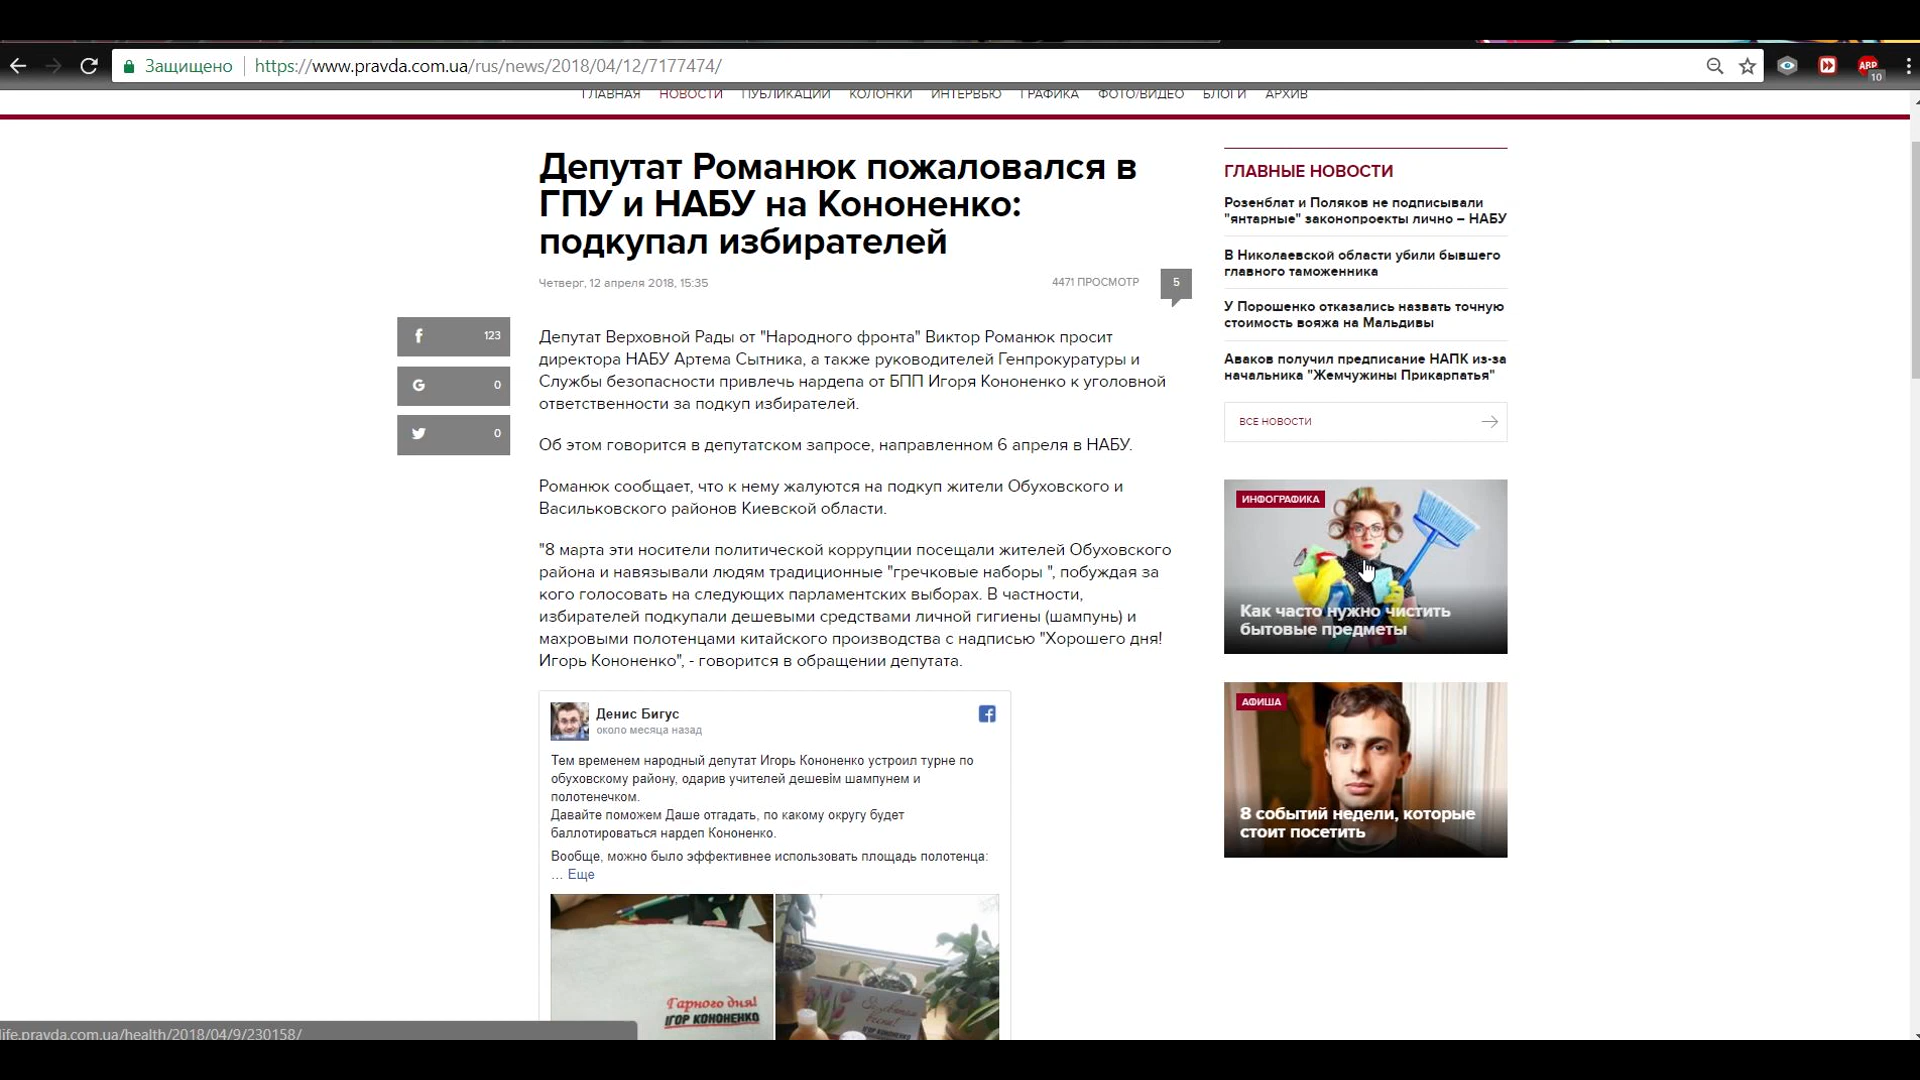 Защищено
https://www.pravda.com.ua/rus/news/2018/04/12/7177474/
ABP
10
ГЛАВНАЯ НОВОСТИ ПУБЛИКАЦИИ КОЛОНКИ ИНТЕРВЬЮ ГРАФИКА ФОТО/ВИДЕО БЛОГИ АРХИВ
Депутат Романюк пожаловался в
ГПУ и НАБУ на Кононенко:
подкупал избирателей
Четверг, 12 апреля 2018, 15:35
4471 ПРОСМОТР
5
123
0
0
Депутат Верховной Рады от "Народного фронта" Виктор Романюк просит
директора НАБУ Артема Сытника, а также руководителей Генпрокуратуры и
Службы безопасности привлечь нардепа от БПП Игоря Кононенко к уголовной
ответственности за подкуп избирателей.
Об этом говорится в депутатском запросе, направленном 6 апреля в НАБУ.
Романюк сообщает, что к нему жалуются на подкуп жители Обуховского и
Васильковского районов Киевской области.
"8 марта эти носители политической коррупции посещали жителей Обуховского
района и навязывали людям традиционные "гречковые наборы ", побуждая за
кого голосовать на следующих парламентских выборах. В частности,
избирателей подкупали дешевыми средствами личной гигиены (шампунь) и
махровыми полотенцами китайского производства с надписью "Хорошего дня!
Игорь Кононенко", - говорится в обращении депутата.
Денис Бигус
около месяца назад
Тем временем народный депутат Игорь Кононенко устроил турне по
обуховскому району, одарив учителей дешевім шампунем и
полотенечком.
Давайте поможем Даше отгадать, по какому округу будет
баллотироваться нардеп Кононенко.
Вообще, можно было эффективнее использовать площадь полотенца:
... Еще
Гарного дня!
ІГОР КОНОНЕНКО
ІГОР КОНОНЕНКО
ГЛАВНЫЕ НОВОСТИ
Розенблат и Поляков не подписывали
"янтарные" законопроекты лично – НАБУ
В Николаевской области убили бывшего
главного таможенника
У Порошенко отказались назвать точную
стоимость вояжа на Мальдивы
Аваков получил предписание НАПК из-за
начальника "Жемчужины Прикарпатья"
ВСЕ НОВОСТИ
ИНФОГРАФИКА
Как часто нужно чистить
бытовые предметы
АФИША
8 событий недели, которые
стоит посетить
life.pravda.com.ua/health/2018/04/9/230158/